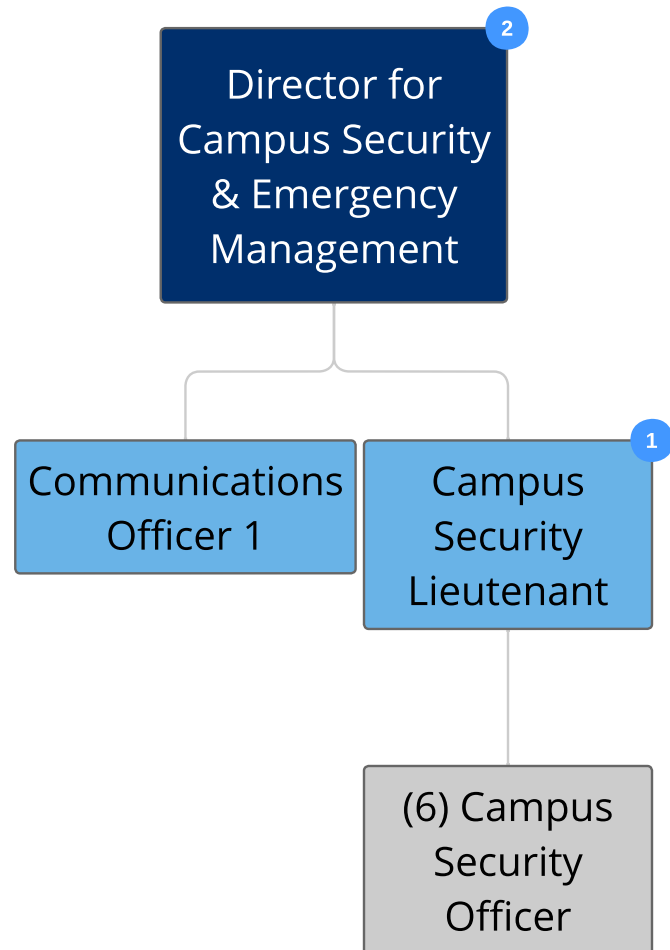 2
Director for
Campus Security
& Emergency
Management
Communications
Officer 1
1
Campus
Security
Lieutenant
(6) Campus
Security
Officer